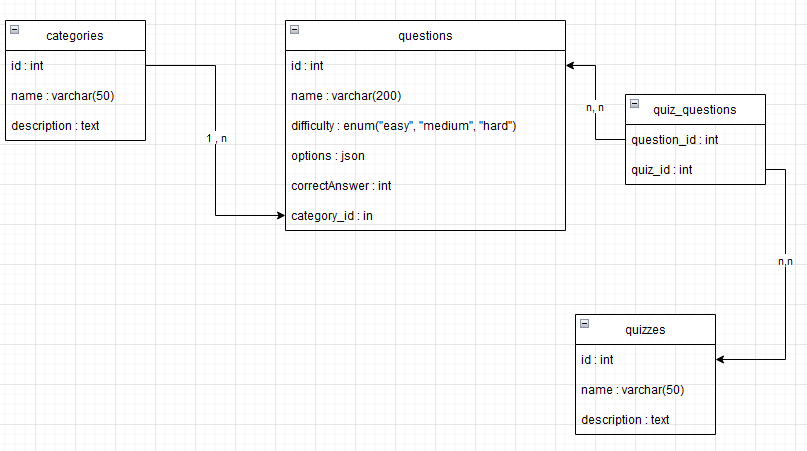 categories
id : int
name : varchar(50)
description : text
1 , n
questions
id : int
name : varchar(200)
difficulty : enum("easy", "medium", "hard")
options : json
correctAnswer : int
category_id : in
n, n
quiz_questions
question_id : int
quiz_id : int
n,n
quizzes
id : int
name : varchar(50)
description : text